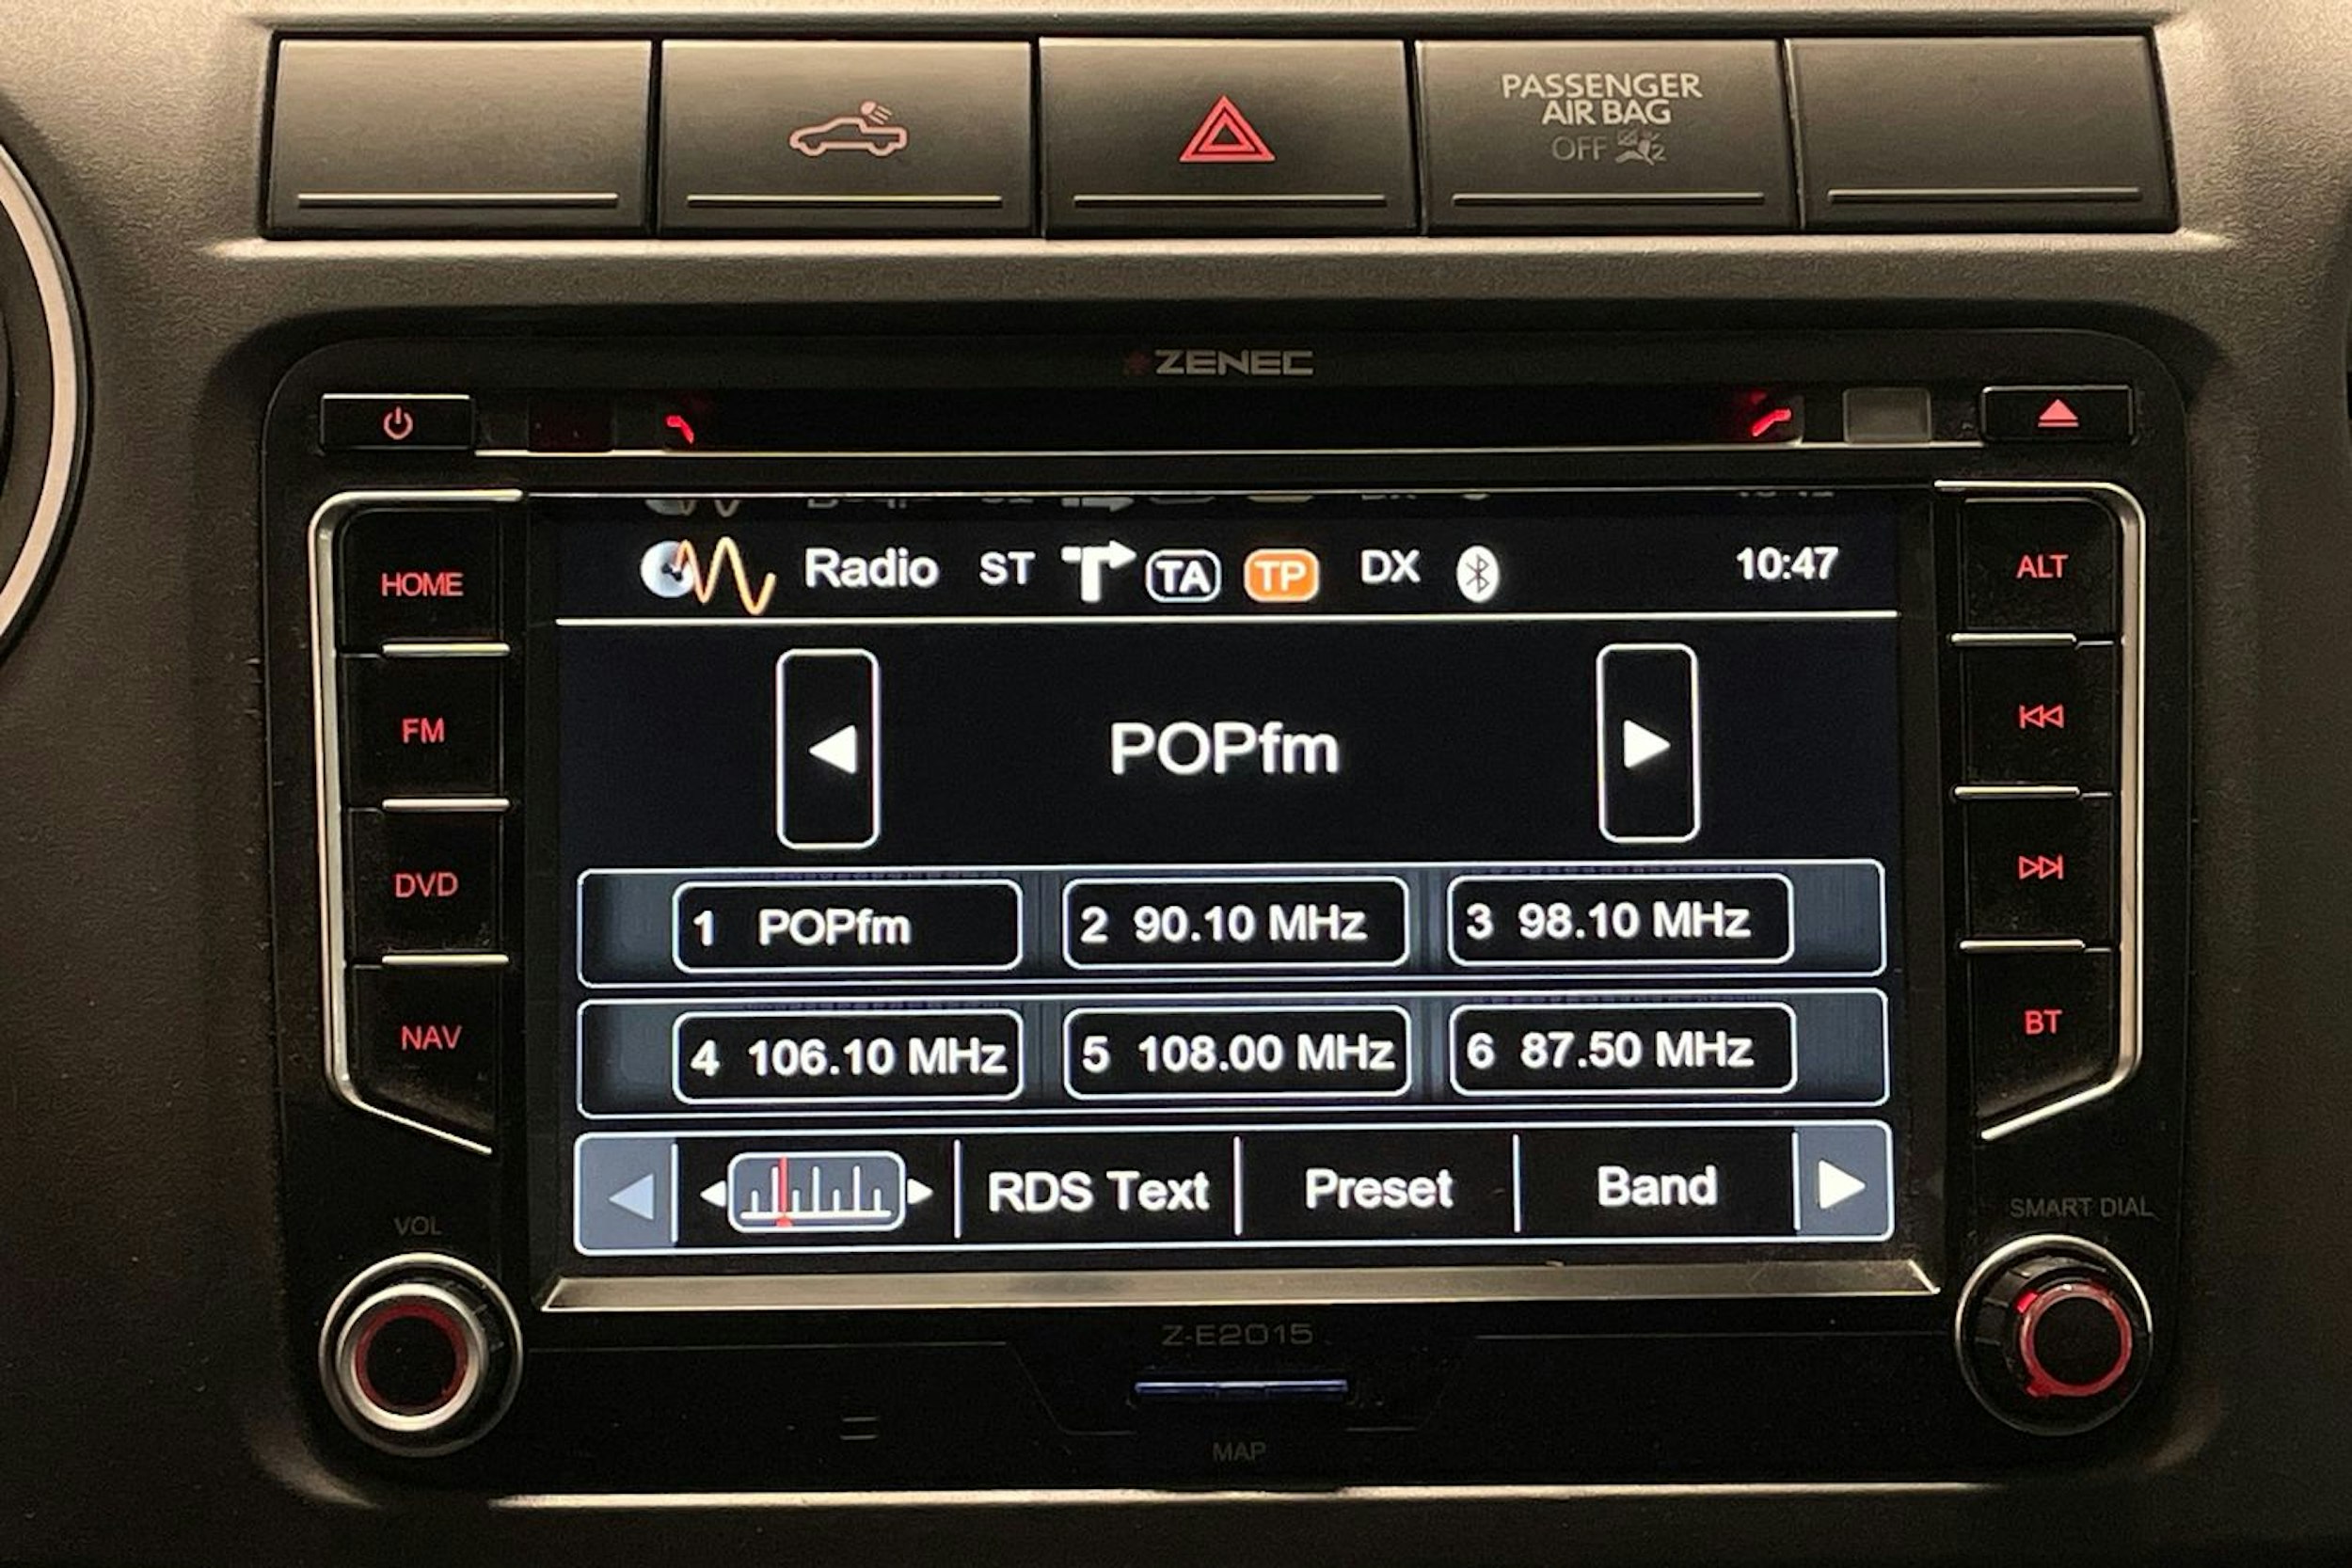 PASSENGER
AIR BAG
OFF 2
ZENEC
HOME
FM
DVD
NAV
VOL
Radio ST TA TP DX 10:47
POPfm
1 POPfm 2 90.10 MHz 3 98.10 MHz
4 106.10 MHz 5 108.00 MHz 6 87.50 MHz
RDS Text Preset Band
ALT
BT
SMART DIAL
Z-E2015
MAP